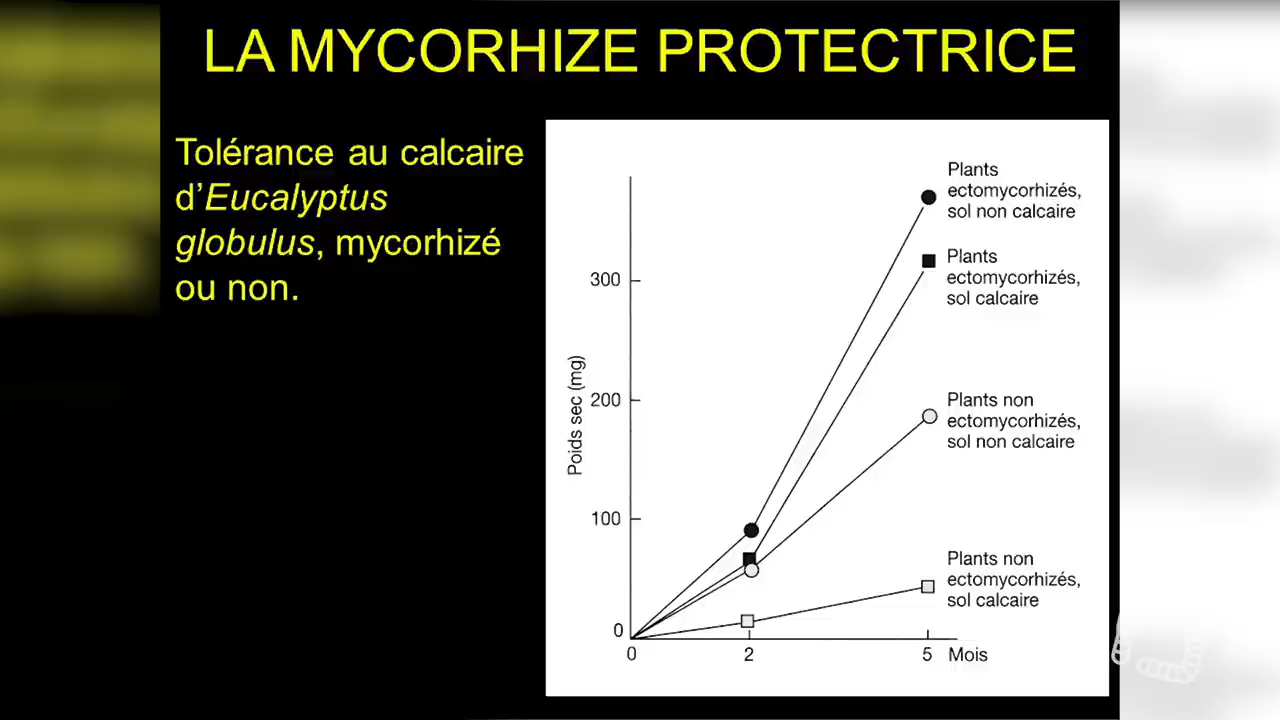 LA MYCORHIZE PROTECTRICE
Tolérance au calcaire
d’Eucalyptus
globulus, mycorhizé
ou non.
Plants
ectomycorhizés,
sol non calcaire
Plants
ectomycorhizés,
sol calcaire
Plants non
ectomycorhizés,
sol non calcaire
Plants non
ectomycorhizés,
sol calcaire
Poids sec (mg)
300
200
100
0
0 2 5 Mois